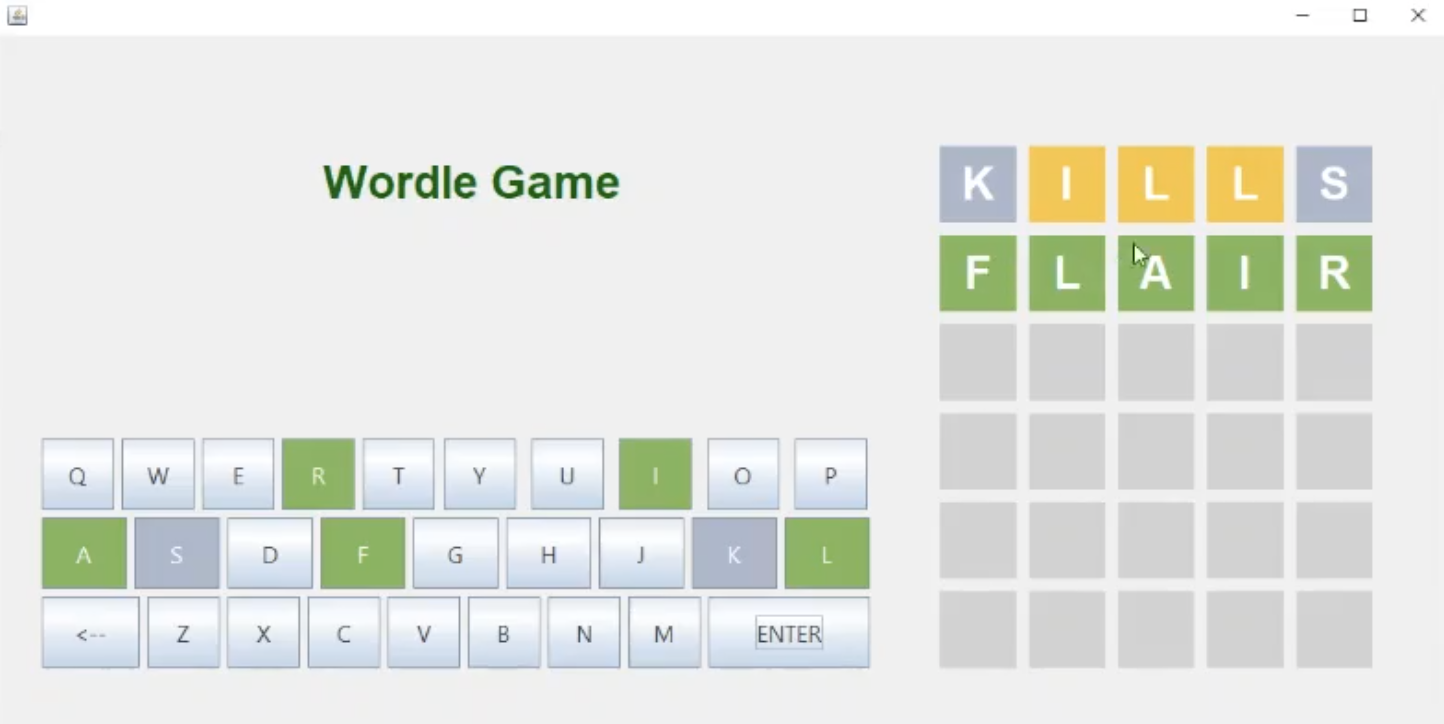 Wordle Game
K I L L S
F L A I R
Q W E R T Y U I O P
A S D F G H J K L
<-- Z X C V B N M ENTER